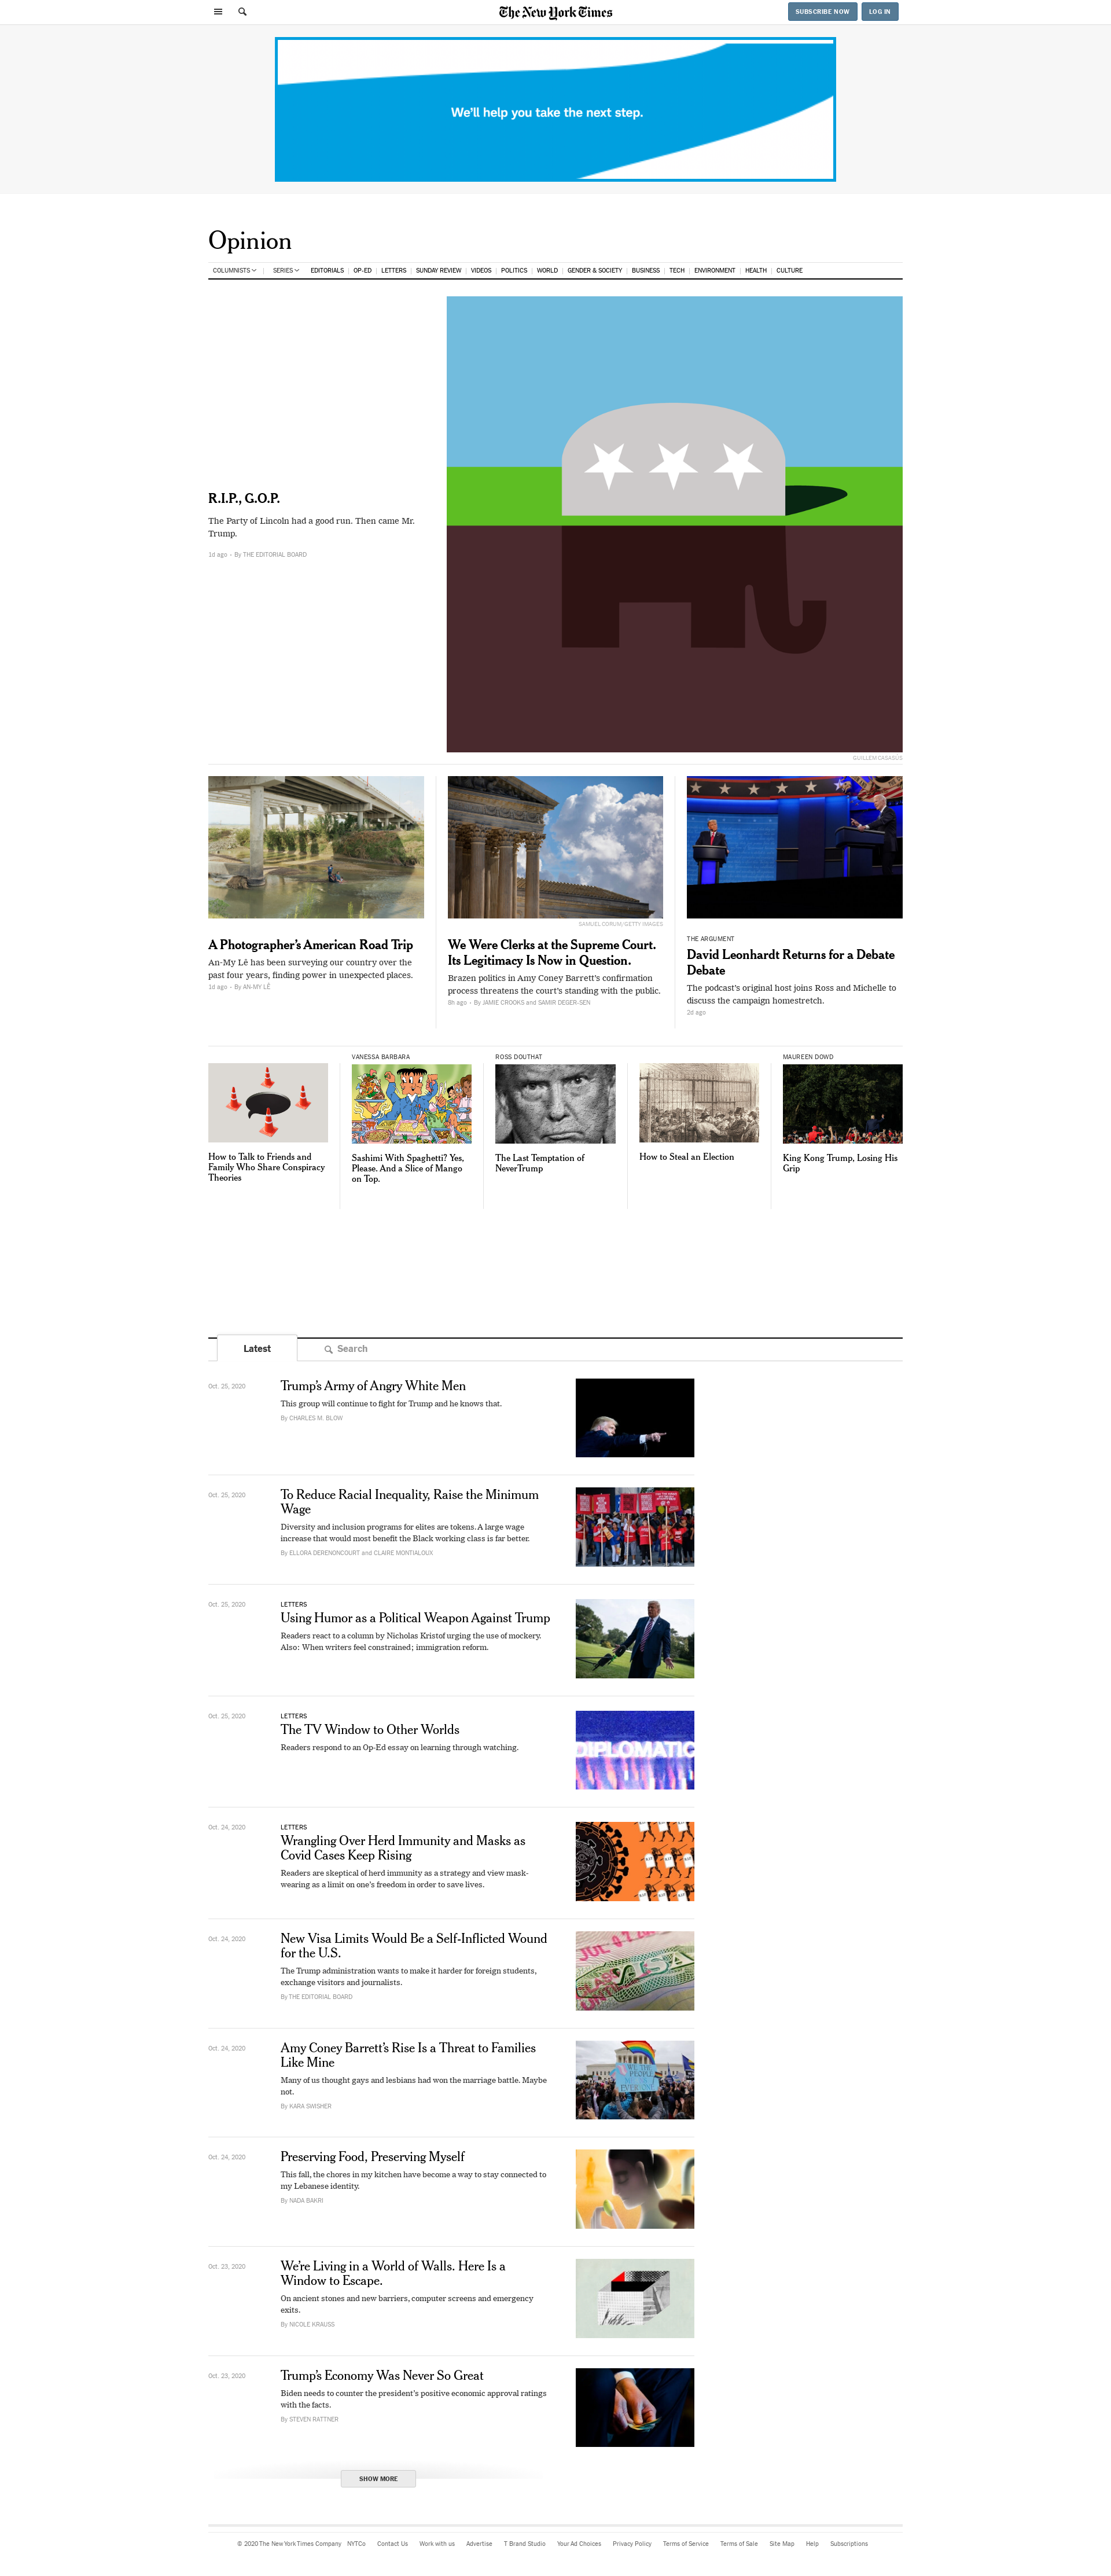 The New York Times
SUBSCRIBE NOW
LOG IN
We'll help you take the next step.
Opinion
COLUMNISTS
SERIES
EDITORIALS
OP-ED
LETTERS
SUNDAY REVIEW
VIDEOS
POLITICS
WORLD
GENDER & SOCIETY
BUSINESS
TECH
ENVIRONMENT
HEALTH
CULTURE
R.I.P., G.O.P.
The Party of Lincoln had a good run. Then came Mr.
Trump.
1d ago • By THE EDITORIAL BOARD
GUILLEM CASASUS
A Photographer's American Road Trip
An-My Lê has been surveying our country over the
past four years, finding power in unexpected places.
1d ago • By AN-MY LÊ
SAMUEL CORUM/GETTY IMAGES
We Were Clerks at the Supreme Court.
Its Legitimacy Is Now in Question.
Brazen politics in Amy Coney Barrett's confirmation
process threatens the court's standing with the public.
8h ago • By JAMIE CROOKS and SAMIR DEGER-SEN
THE ARGUMENT
David Leonhardt Returns for a Debate
Debate
The podcast's original host joins Ross and Michelle to
discuss the campaign homestretch.
2d ago
How to Talk to Friends and
Family Who Share Conspiracy
Theories
VANESSA BARBARA
Sashimi With Spaghetti? Yes,
Please. And a Slice of Mango
on Top.
ROSS DOUTHAT
The Last Temptation of
NeverTrump
How to Steal an Election
MAUREEN DOWD
King Kong Trump, Losing His
Grip
Latest
Search
Oct. 25, 2020
Trump's Army of Angry White Men
This group will continue to fight for Trump and he knows that.
By CHARLES M. BLOW
Oct. 25, 2020
To Reduce Racial Inequality, Raise the Minimum
Wage
Diversity and inclusion programs for elites are tokens. A large wage
increase that would most benefit the Black working class is far better.
By ELLORA DERENONCOURT and CLAIRE MONTIALOUX
Oct. 25, 2020
LETTERS
Using Humor as a Political Weapon Against Trump
Readers react to a column by Nicholas Kristof urging the use of mockery.
Also: When writers feel constrained; immigration reform.
Oct. 25, 2020
LETTERS
The TV Window to Other Worlds
Readers respond to an Op-Ed essay on learning through watching.
DIPLOMATIC
Oct. 24, 2020
LETTERS
Wrangling Over Herd Immunity and Masks as
Covid Cases Keep Rising
Readers are skeptical of herd immunity as a strategy and view mask-
wearing as a limit on one's freedom in order to save lives.
Oct. 24, 2020
New Visa Limits Would Be a Self-Inflicted Wound
for the U.S.
The Trump administration wants to make it harder for foreign students,
exchange visitors and journalists.
By THE EDITORIAL BOARD
VISA
Oct. 24, 2020
Amy Coney Barrett's Rise Is a Threat to Families
Like Mine
Many of us thought gays and lesbians had won the marriage battle. Maybe
not.
By KARA SWISHER
Oct. 24, 2020
Preserving Food, Preserving Myself
This fall, the chores in my kitchen have become a way to stay connected to
my Lebanese identity.
By NADA BAKRI
Oct. 23, 2020
We're Living in a World of Walls. Here Is a
Window to Escape.
On ancient stones and new barriers, computer screens and emergency
exits.
By NICOLE KRAUSS
Oct. 23, 2020
Trump's Economy Was Never So Great
Biden needs to counter the president's positive economic approval ratings
with the facts.
By STEVEN RATTNER
SHOW MORE
© 2020 The New York Times Company
NYTCo
Contact Us
Work with us
Advertise
T Brand Studio
Your Ad Choices
Privacy Policy
Terms of Service
Terms of Sale
Site Map
Help
Subscriptions